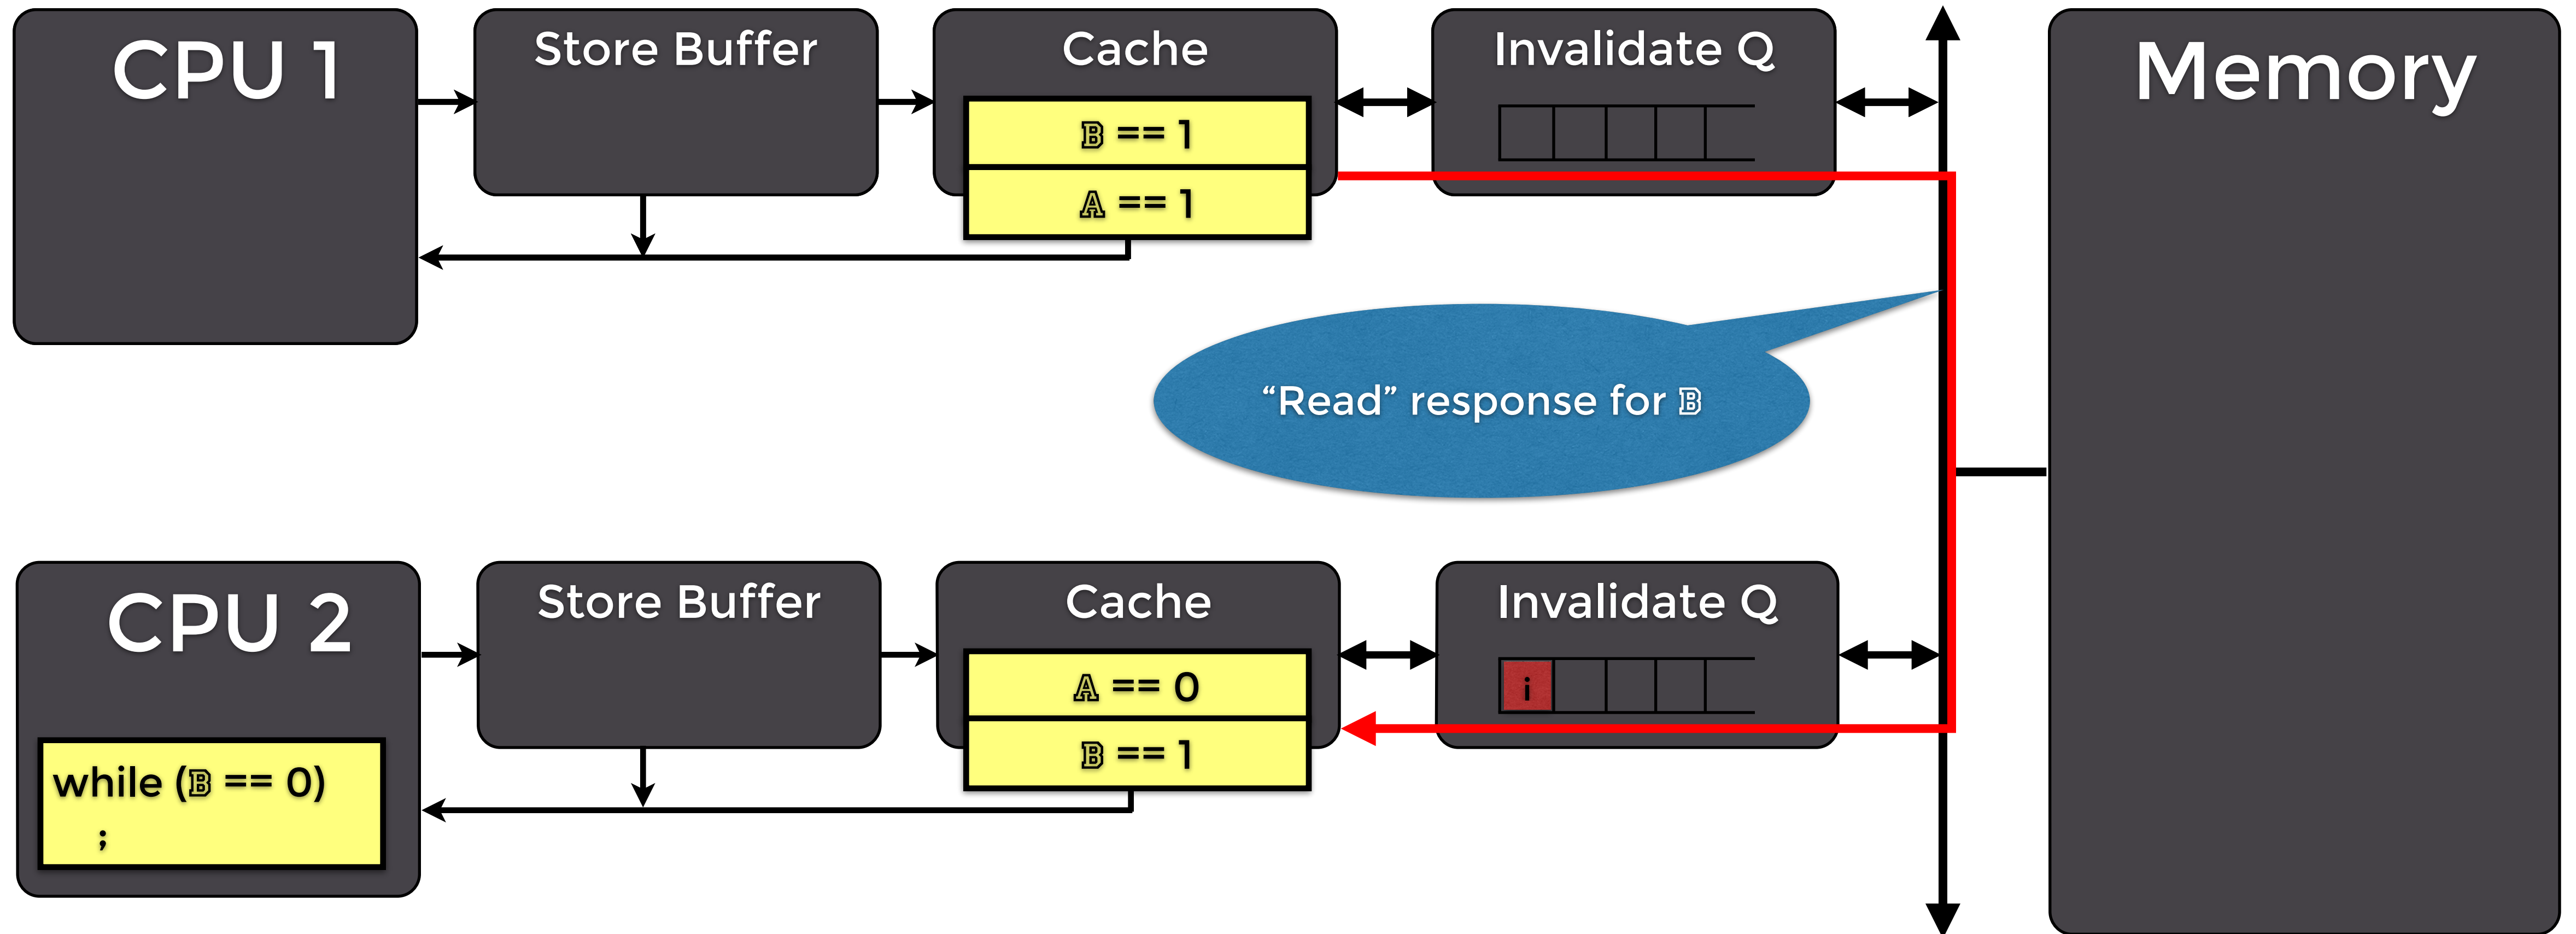 CPU 1
Store Buffer
Cache
B == 1
A == 1
Invalidate Q
Memory
“Read” response for B
CPU 2
while (B == 0)
;
Store Buffer
Cache
A == 0
B == 1
Invalidate Q
i